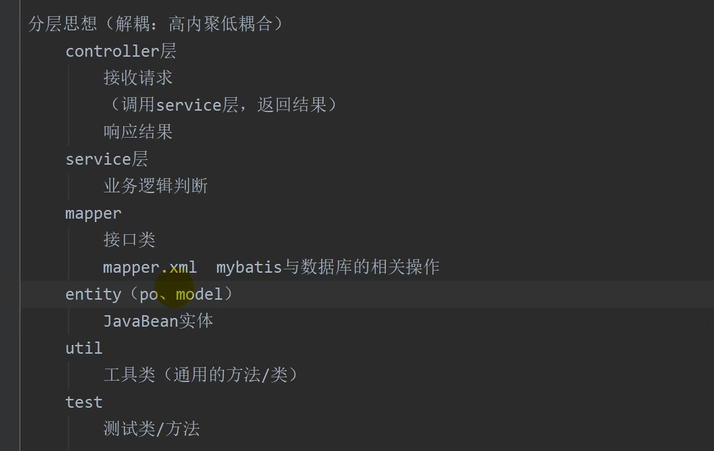 分层思想（解耦：高内聚低耦合）
controller层
接收请求
（调用service层，返回结果）
响应结果
service层
业务逻辑判断
mapper
接口类
mapper.xml  mybatis与数据库的相关操作
entity（po、model）
JavaBean实体
util
工具类（通用的方法/类）
test
测试类/方法